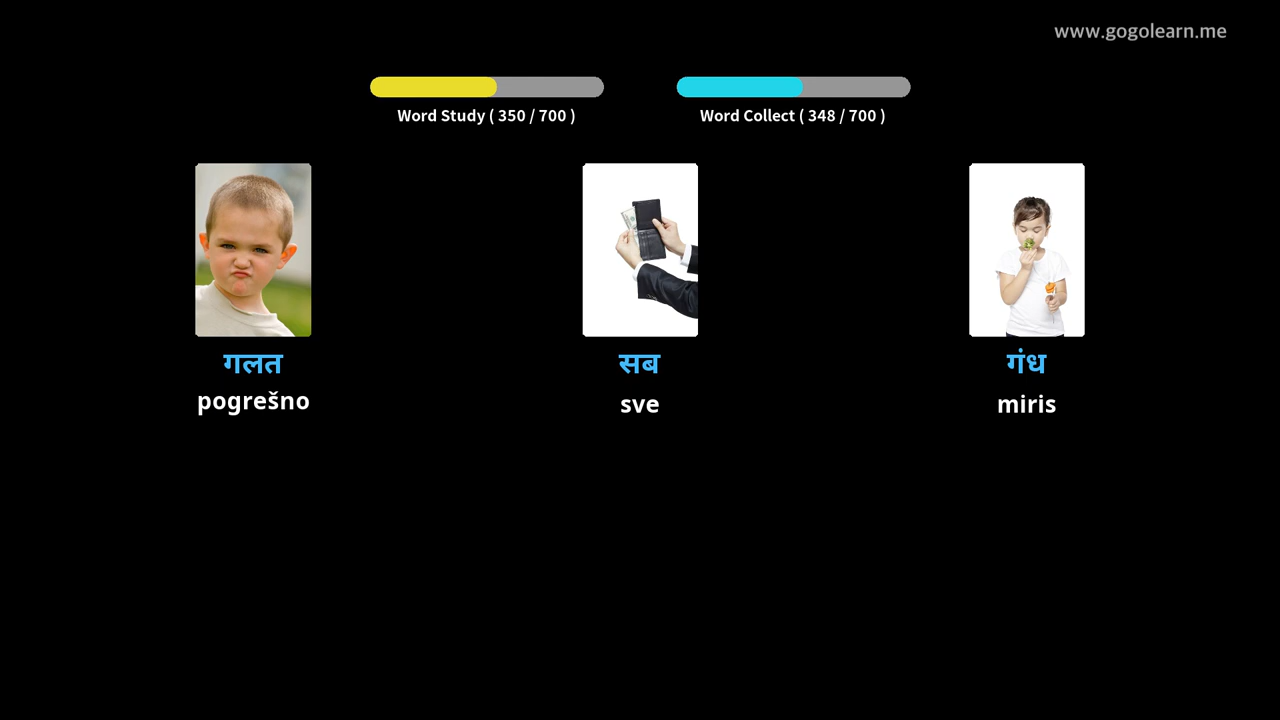 www.gogolearn.me
Word Study ( 350 / 700 )
Word Collect ( 348 / 700 )
गलत
सब
गंध
pogrešno
sve
miris